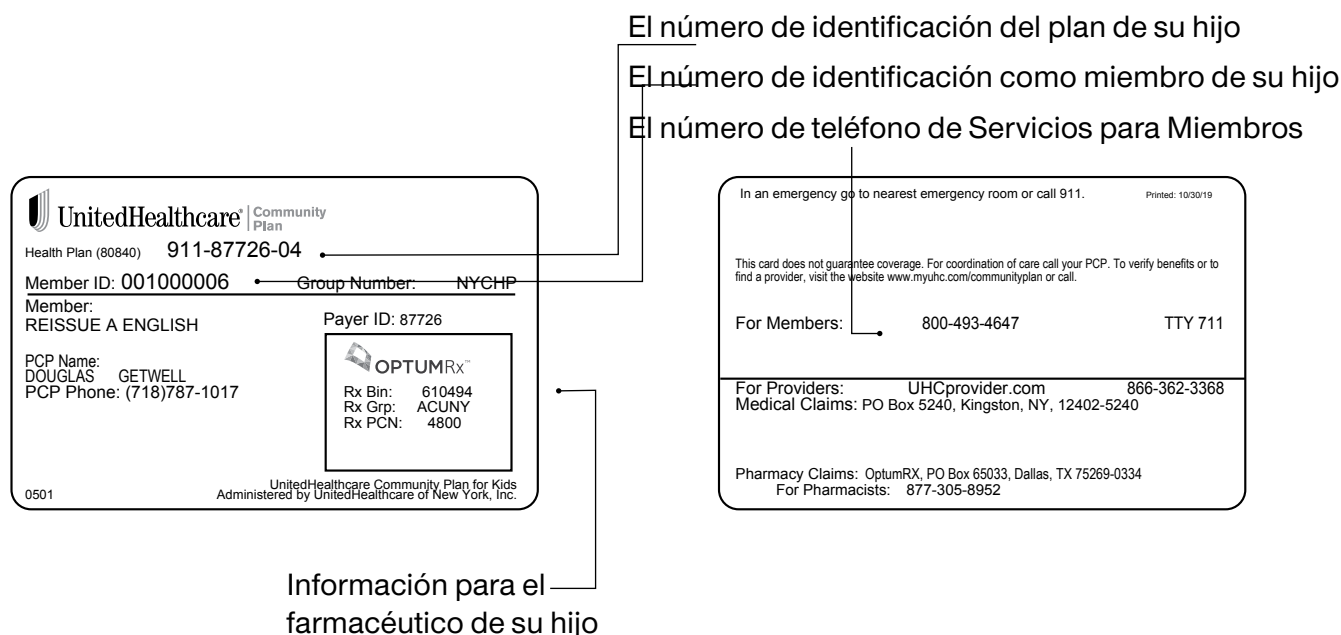 El número de identificación del plan de su hijo
El número de identificación como miembro de su hijo
El número de teléfono de Servicios para Miembros
UnitedHealthcare® Community Plan
Health Plan (80840) 911-87726-04
Member ID: 001000006 Group Number: NYCHP
Member:
REISSUE A ENGLISH
Payer ID: 87726
PCP Name:
DOUGLAS GETWELL
PCP Phone: (718)787-1017
OPTUMRx™
Rx Bin: 610494
Rx Grp: ACUNY
Rx PCN: 4800
0501
UnitedHealthcare Community Plan for Kids
Administered by UnitedHealthcare of New York, Inc.
In an emergency go to nearest emergency room or call 911. Printed: 10/30/19
This card does not guarantee coverage. For coordination of care call your PCP. To verify benefits or to
find a provider, visit the website www.myuhc.com/communityplan or call.
For Members: 800-493-4647 TTY 711
For Providers: UHCprovider.com 866-362-3368
Medical Claims: PO Box 5240, Kingston, NY, 12402-5240
Pharmacy Claims: OptumRX, PO Box 65033, Dallas, TX 75269-0334
For Pharmacists: 877-305-8952
Información para el
farmacéutico de su hijo